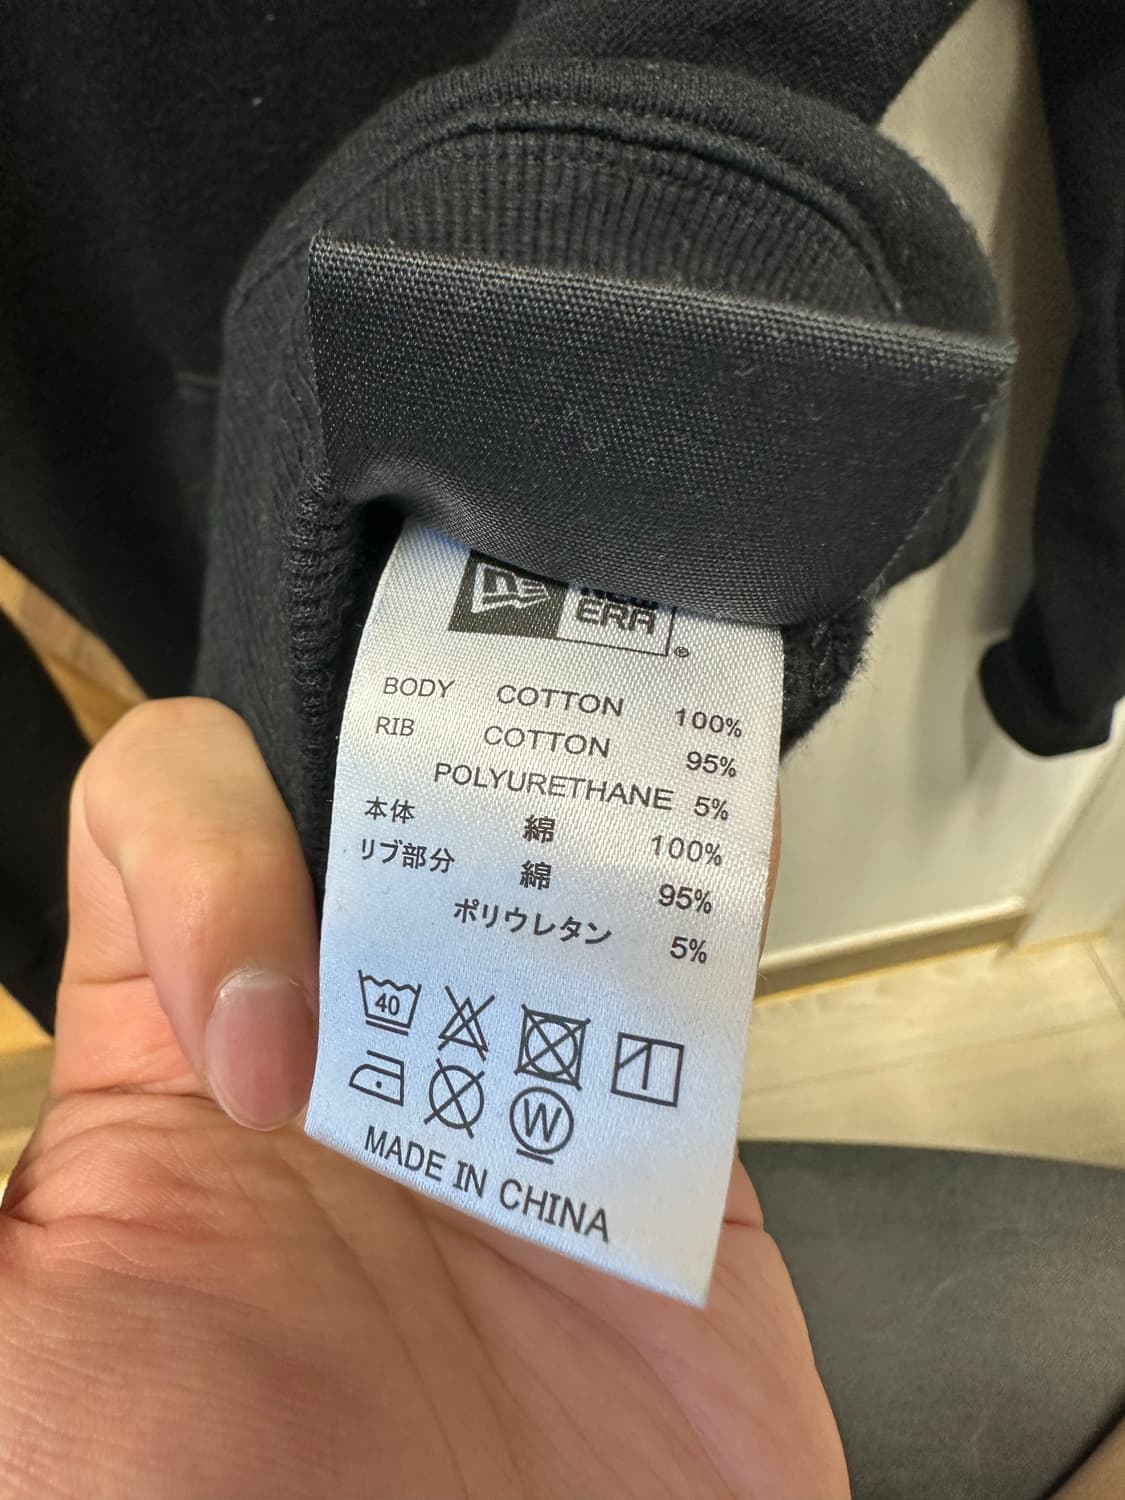 NEW
ERA
®
BODY COTTON 100%
RIB COTTON 95%
POLYURETHANE 5%
本体 綿 100%
リブ部分 綿 95%
ポリウレタン 5%
40
W
MADE IN CHINA